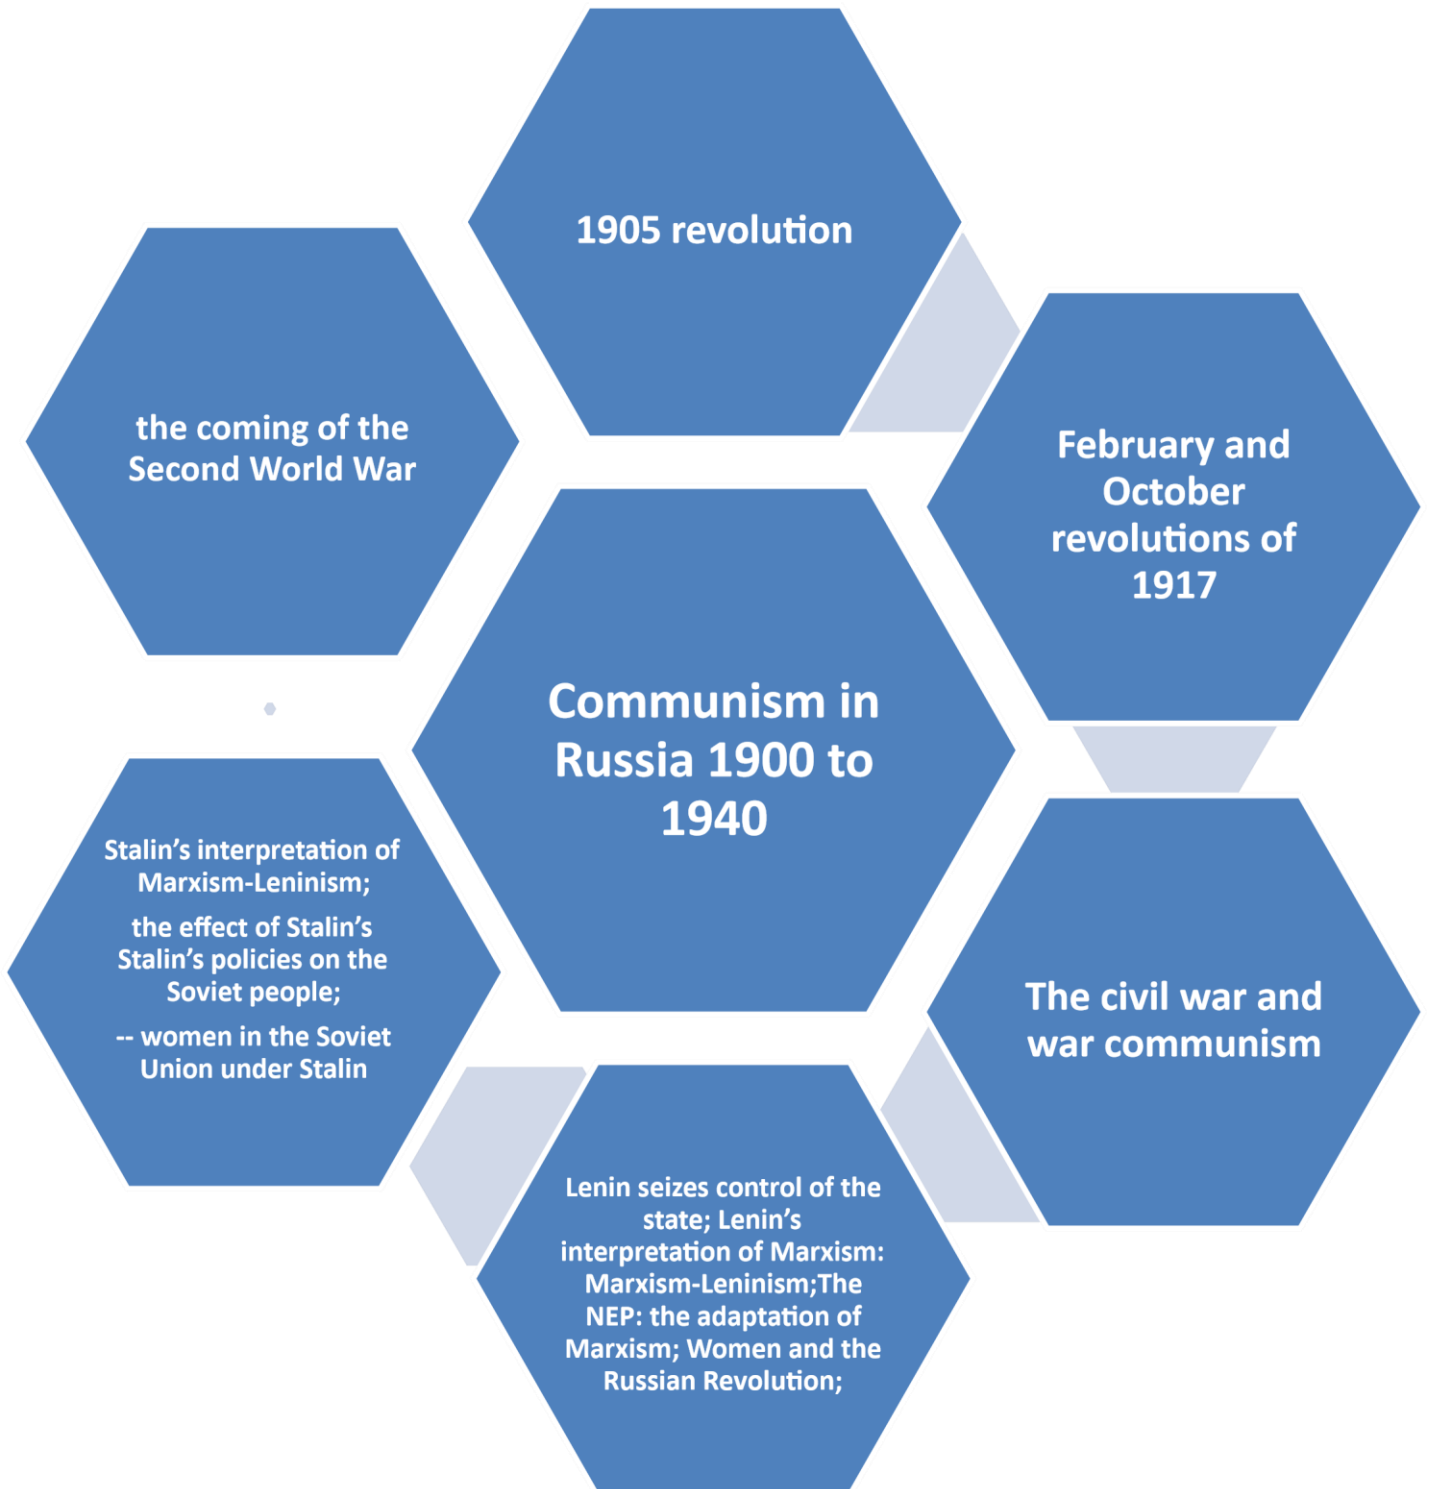 1905 revolution
February and
October
revolutions of
1917
The civil war and
war communism
Lenin seizes control of the
state; Lenin’s
interpretation of Marxism:
Marxism-Leninism;The
NEP: the adaptation of
Marxism; Women and the
Russian Revolution;
Stalin’s interpretation of
Marxism-Leninism;
the effect of Stalin’s
Stalin’s policies on the
Soviet people;
-- women in the Soviet
Union under Stalin
the coming of the
Second World War
Communism in
Russia 1900 to
1940